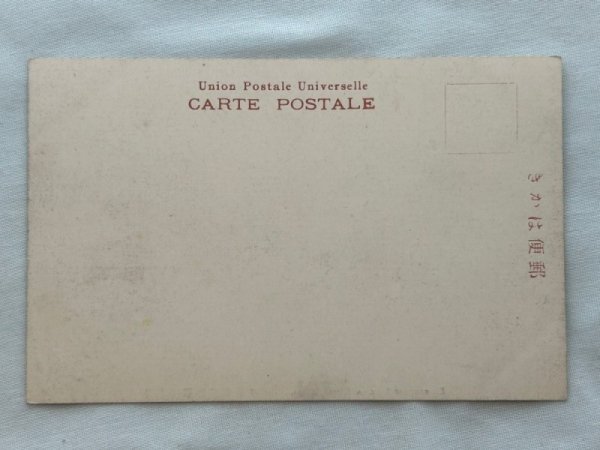 Union Postale Universelle
CARTE POSTALE
郵便はかき